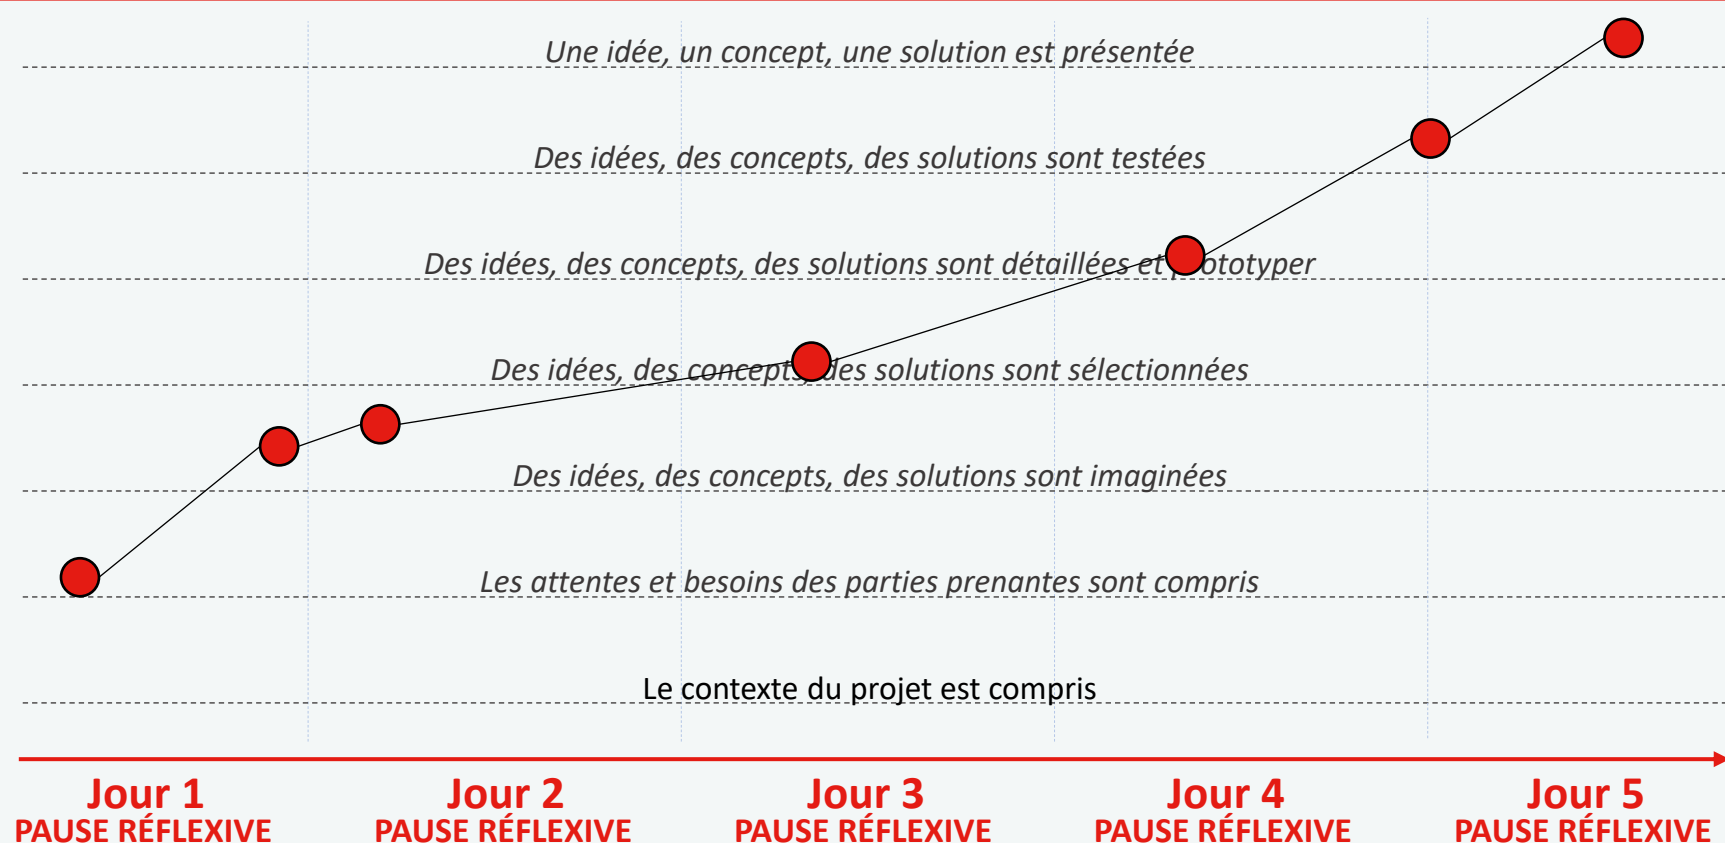 Une idée, un concept, une solution est présentée
Des idées, des concepts, des solutions sont testées
Des idées, des concepts, des solutions sont détaillées et prototyper
Des idées, des concepts, des solutions sont sélectionnées
Des idées, des concepts, des solutions sont imaginées
Les attentes et besoins des parties prenantes sont compris
Le contexte du projet est compris
Jour 1
PAUSE RÉFLEXIVE
Jour 2
PAUSE RÉFLEXIVE
Jour 3
PAUSE RÉFLEXIVE
Jour 4
PAUSE RÉFLEXIVE
Jour 5
PAUSE RÉFLEXIVE